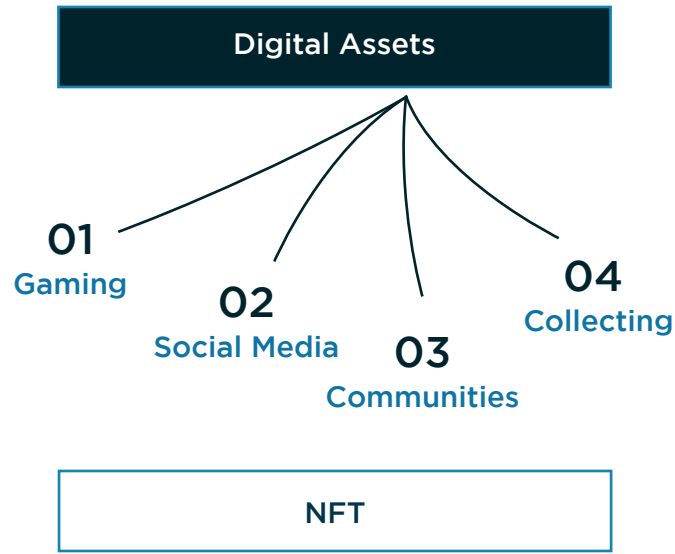 Digital Assets
01
Gaming
02
Social Media
03
Communities
04
Collecting
NFT